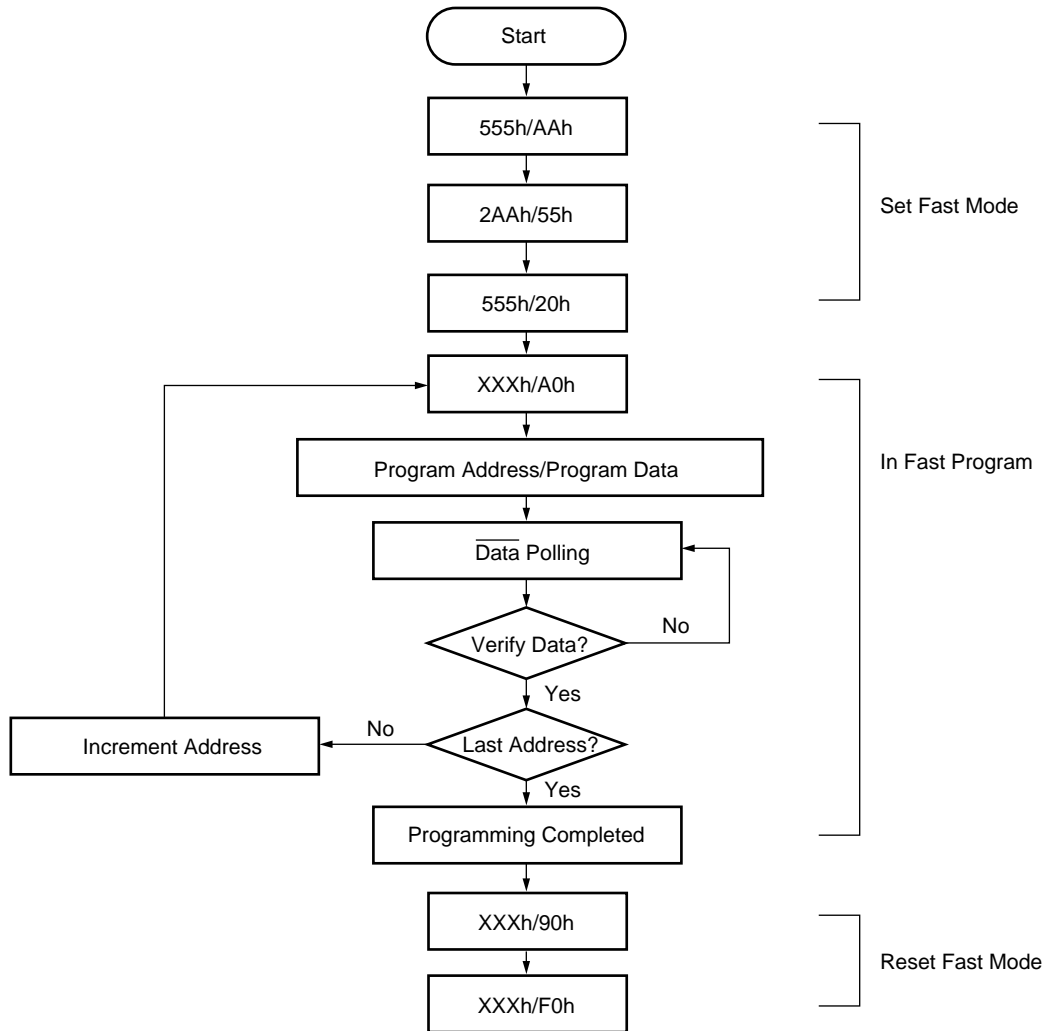 Start
555h/AAh
2AAh/55h
Set Fast Mode
555h/20h
XXXh/A0h
Program Address/Program Data
In Fast Program
Data Polling
Verify Data?
No
Yes
Increment Address
No
Last Address?
Yes
Programming Completed
XXXh/90h
Reset Fast Mode
XXXh/F0h